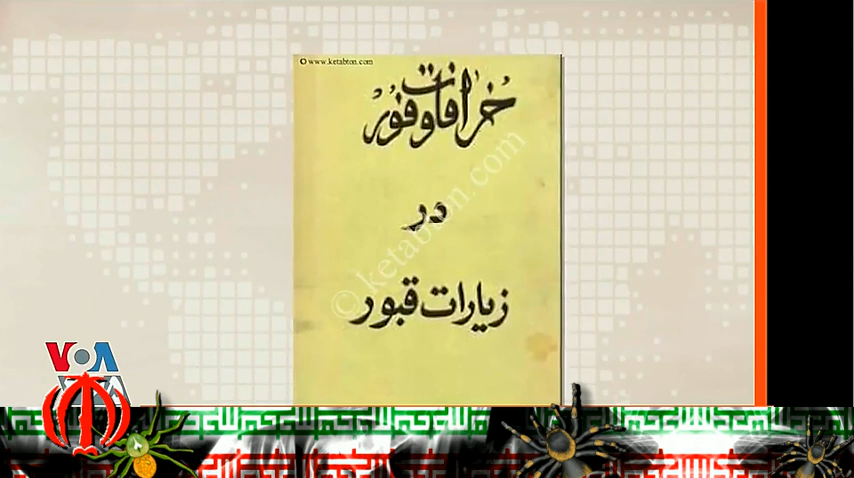 © www.ketabton.com
خرافات وفور
در
زیارات قبور
© ketabton.com
VOA